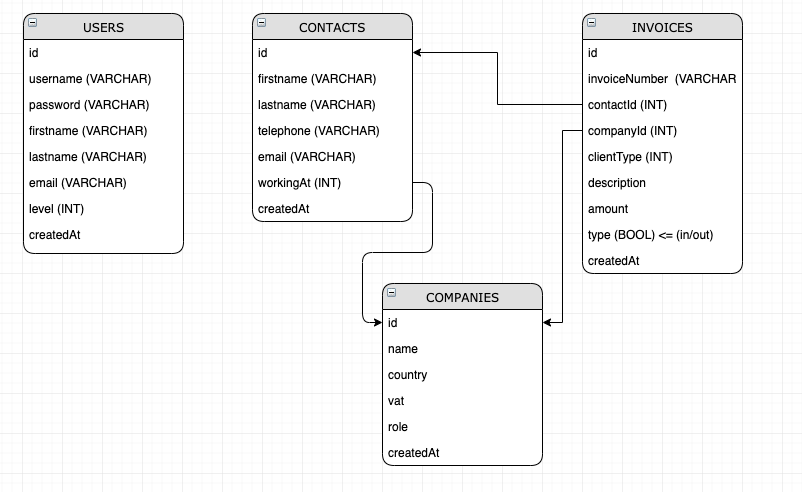 USERS
id
username (VARCHAR)
password (VARCHAR)
firstname (VARCHAR)
lastname (VARCHAR)
email (VARCHAR)
level (INT)
createdAt
CONTACTS
id
firstname (VARCHAR)
lastname (VARCHAR)
telephone (VARCHAR)
email (VARCHAR)
workingAt (INT)
createdAt
INVOICES
id
invoiceNumber (VARCHAR
contactId (INT)
companyId (INT)
clientType (INT)
description
amount
type (BOOL) <= (in/out)
createdAt
COMPANIES
id
name
country
vat
role
createdAt